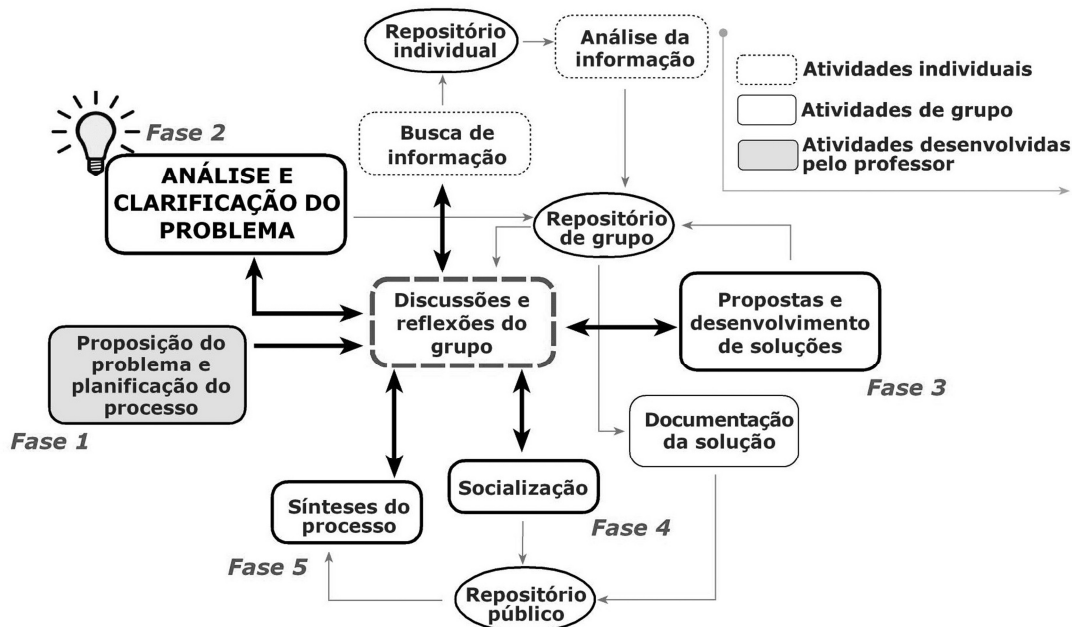 Repositório
individual
Análise da
informação
Atividades individuais
Atividades de grupo
Atividades desenvolvidas
pelo professor
Fase 2
Busca de
informação
ANÁLISE E
CLARIFICAÇÃO DO
PROBLEMA
Repositório
de grupo
Discussões e
reflexões do
grupo
Propostas e
desenvolvimento
de soluções
Fase 3
Proposição do
problema e
planificação do
processo
Fase 1
Documentação
da solução
Socialização
Fase 4
Sínteses do
processo
Fase 5
Repositório
público